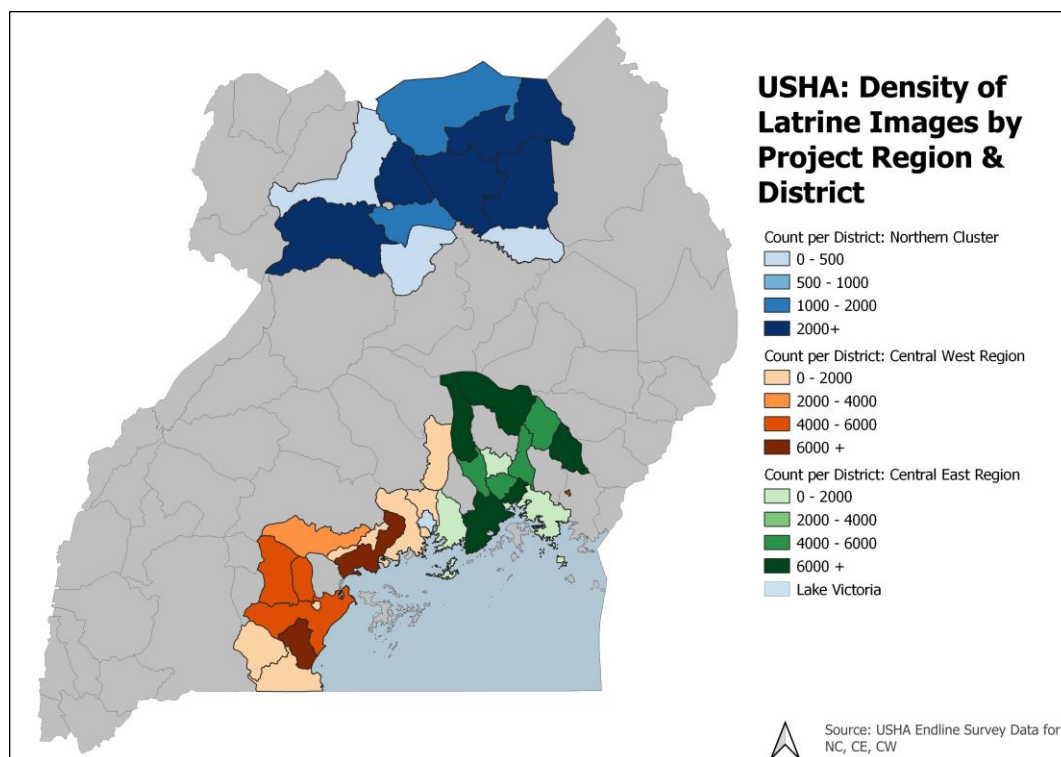 USHA: Density of
Latrine Images by
Project Region &
District
Count per District: Northern Cluster
0 - 500
500 - 1000
1000 - 2000
2000+
Count per District: Central West Region
0 - 2000
2000 - 4000
4000 - 6000
6000 +
Count per District: Central East Region
0 - 2000
2000 - 4000
4000 - 6000
6000 +
Lake Victoria
Source: USHA Endline Survey Data for
NC, CE, CW